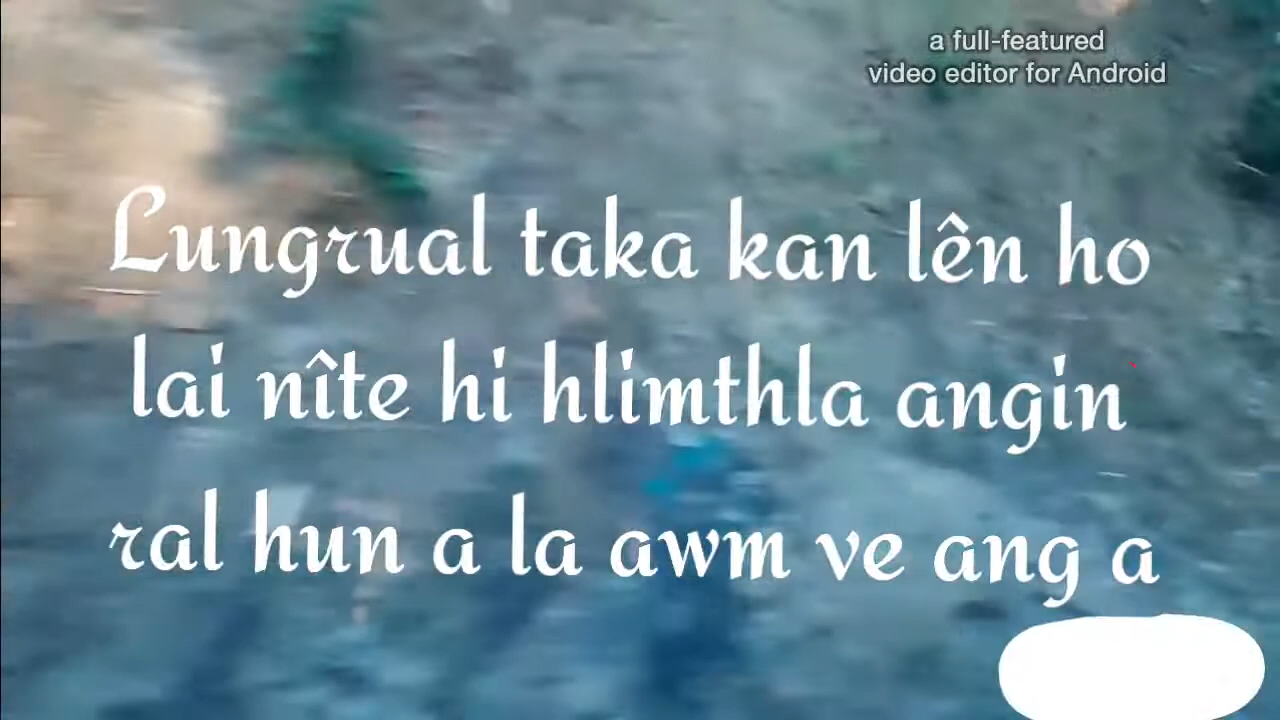 a full-featured
video editor for Android
Lungrual taka kan lên ho
lai nîte hi hlimthla angin
ral hun a la awm ve ang a